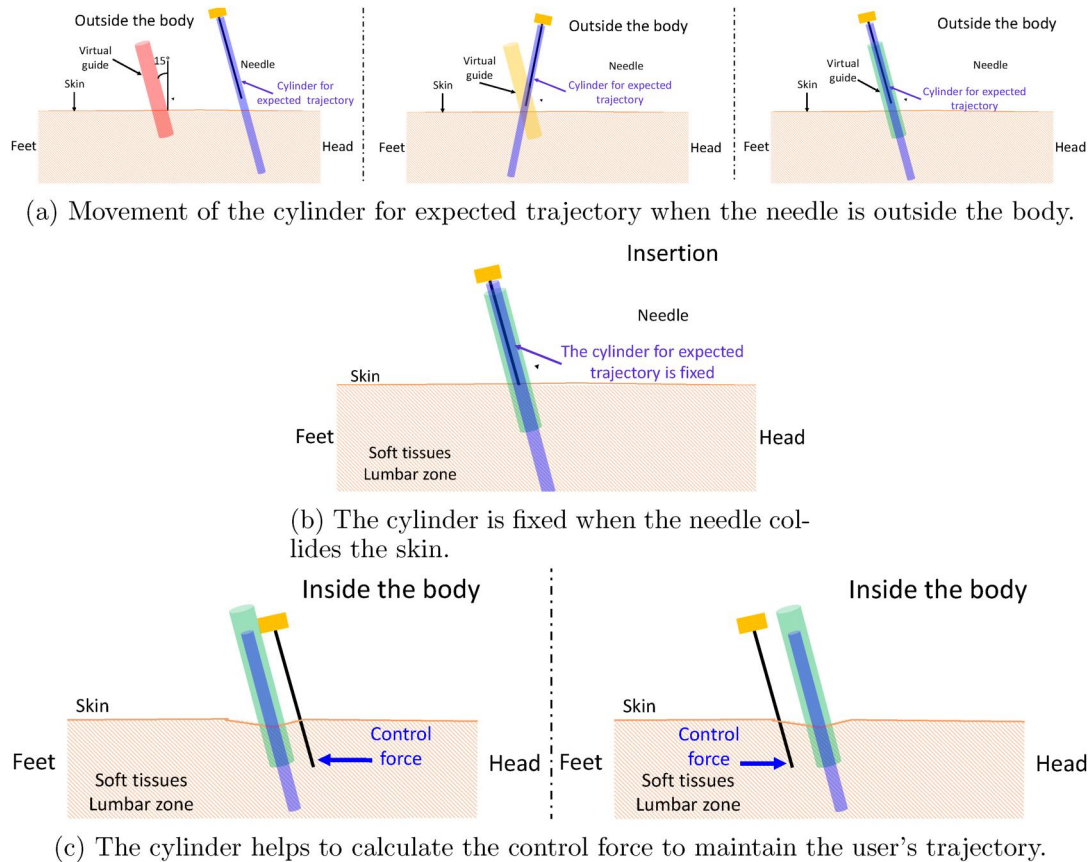 Outside the body
Virtual
guide
15°
Needle
Skin
Cylinder for
expected trajectory
Feet
Head
Outside the body
Needle
Virtual
guide
Cylinder for expected
trajectory
Skin
Feet
Head
Outside the body
Virtual
guide
Needle
Skin
Cylinder for expected
trajectory
Feet
Head
(a) Movement of the cylinder for expected trajectory when the needle is outside the body.
Insertion
Needle
The cylinder for expected
trajectory is fixed
Skin
Feet
Head
Soft tissues
Lumbar zone
(b) The cylinder is fixed when the needle col-
lides the skin.
Inside the body
Skin
Control
force
Feet
Head
Soft tissues
Lumbar zone
Inside the body
Skin
Control
force
Feet
Head
Soft tissues
Lumbar zone
(c) The cylinder helps to calculate the control force to maintain the user's trajectory.